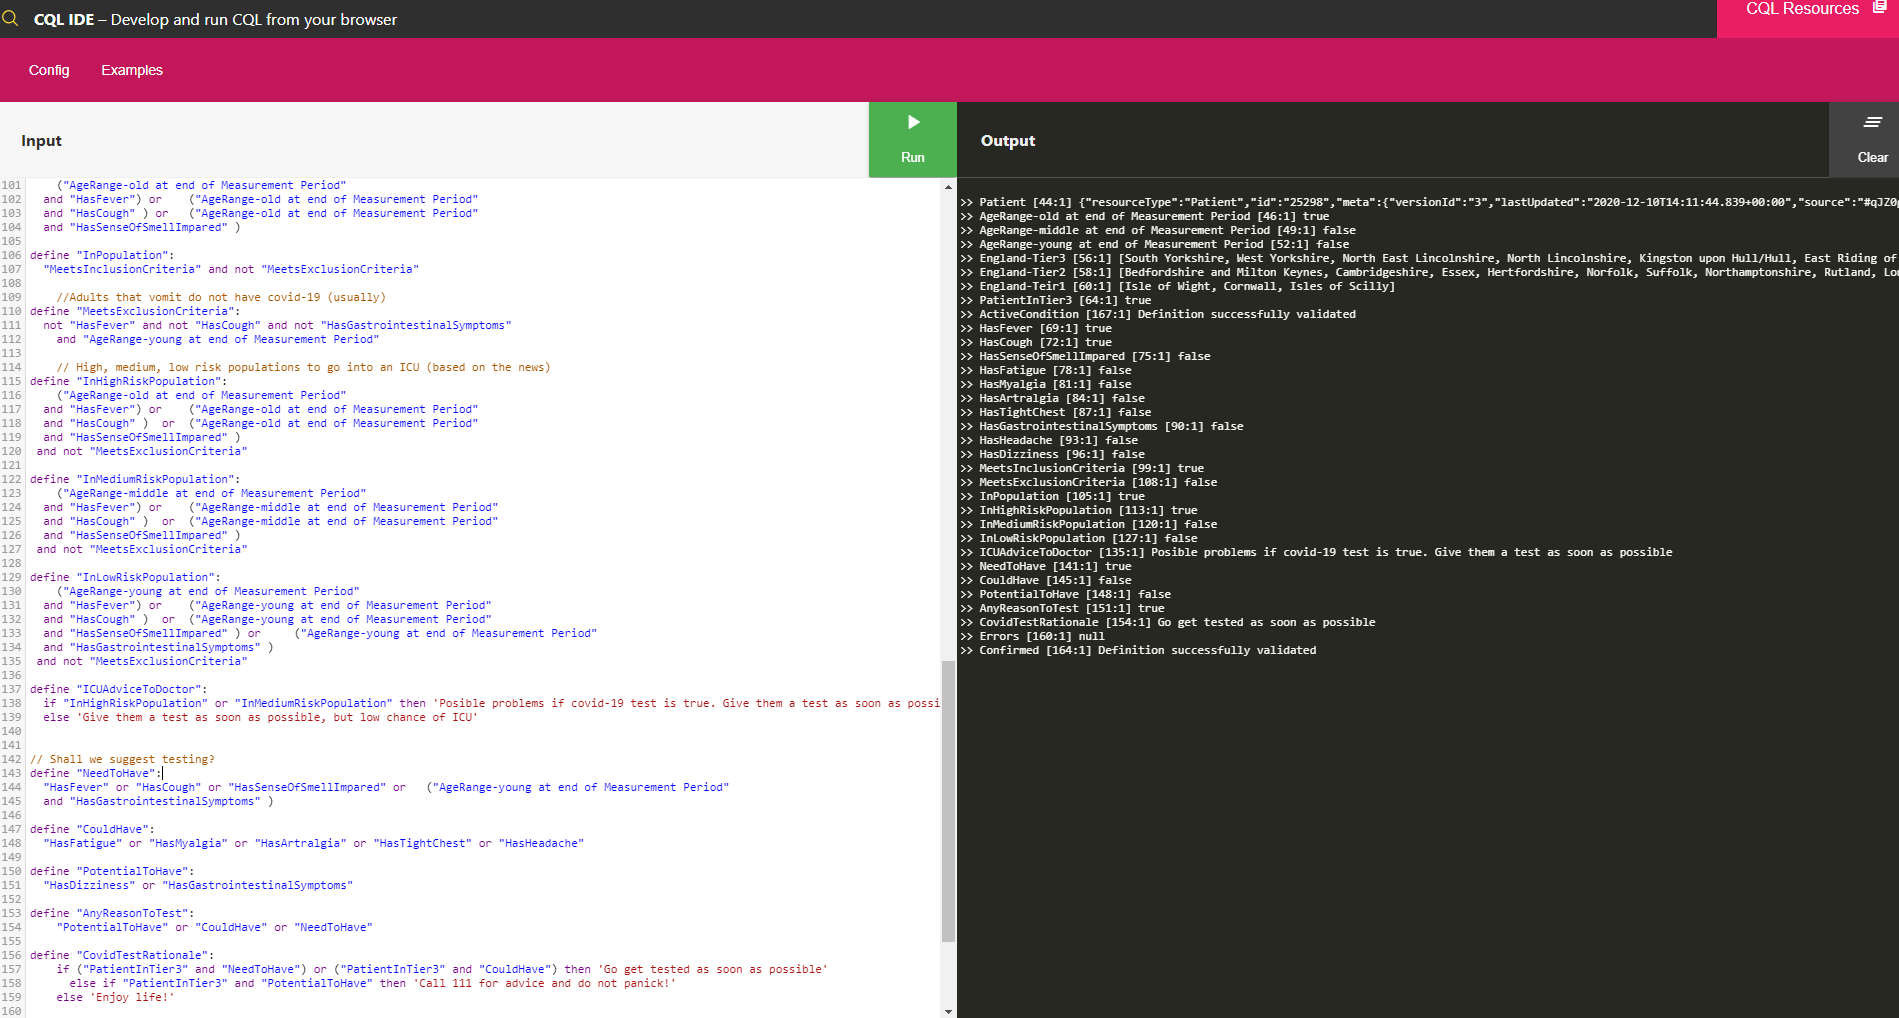 CQL IDE – Develop and run CQL from your browser
CQL Resources
Config
Examples
Input
Run
Output
Clear
101 ("AgeRange-old at end of Measurement Period"
102 and "HasFever") or ("AgeRange-old at end of Measurement Period"
103 and "HasCough" ) or ("AgeRange-old at end of Measurement Period"
104 and "HasSenseOfSmellImpared" )
105
106 define "InPopulation":
107 "MeetsInclusionCriteria" and not "MeetsExclusionCriteria"
108
109 //Adults that vomit do not have covid-19 (usually)
110 define "MeetsExclusionCriteria":
111 not "HasFever" and not "HasCough" and not "HasGastrointestinalSymptoms"
112 and "AgeRange-young at end of Measurement Period"
113
114 // High, medium, low risk populations to go into an ICU (based on the news)
115 define "InHighRiskPopulation":
116 ("AgeRange-old at end of Measurement Period"
117 and "HasFever") or ("AgeRange-old at end of Measurement Period"
118 and "HasCough" ) or ("AgeRange-old at end of Measurement Period"
119 and "HasSenseOfSmellImpared" )
120 and not "MeetsExclusionCriteria"
121
122 define "InMediumRiskPopulation":
123 ("AgeRange-middle at end of Measurement Period"
124 and "HasFever") or ("AgeRange-middle at end of Measurement Period"
125 and "HasCough" ) or ("AgeRange-middle at end of Measurement Period"
126 and "HasSenseOfSmellImpared" )
127 and not "MeetsExclusionCriteria"
128
129 define "InLowRiskPopulation":
130 ("AgeRange-young at end of Measurement Period"
131 and "HasFever") or ("AgeRange-young at end of Measurement Period"
132 and "HasCough" ) or ("AgeRange-young at end of Measurement Period"
133 and "HasSenseOfSmellImpared" ) or ("AgeRange-young at end of Measurement Period"
134 and "HasGastrointestinalSymptoms" )
135 and not "MeetsExclusionCriteria"
136
137 define "ICUAdviceToDoctor":
138 if "InHighRiskPopulation" or "InMediumRiskPopulation" then 'Posible problems if covid-19 test is true. Give them a test as soon as possi
139 else 'Give them a test as soon as possible, but low chance of ICU'
140
141
142 // Shall we suggest testing?
143 define "NeedToHave":
144 "HasFever" or "HasCough" or "HasSenseOfSmellImpared" or ("AgeRange-young at end of Measurement Period"
145 and "HasGastrointestinalSymptoms" )
146
147 define "CouldHave":
148 "HasFatigue" or "HasMyalgia" or "HasArtralgia" or "HasTightChest" or "HasHeadache"
149
150 define "PotentialToHave":
151 "HasDizziness" or "HasGastrointestinalSymptoms"
152
153 define "AnyReasonToTest":
154 "PotentialToHave" or "CouldHave" or "NeedToHave"
155
156 define "CovidTestRationale":
157 if ("PatientInTier3" and "NeedToHave") or ("PatientInTier3" and "CouldHave") then 'Go get tested as soon as possible'
158 else if "PatientInTier3" and "PotentialToHave" then 'Call 111 for advice and do not panick!'
159 else 'Enjoy life!'
160
>> Patient [44:1] {"resourceType":"Patient","id":"25298","meta":{"versionId":"3","lastUpdated":"2020-12-10T14:11:44.839+00:00","source":"#qJZ0
>> AgeRange-old at end of Measurement Period [46:1] true
>> AgeRange-middle at end of Measurement Period [49:1] false
>> AgeRange-young at end of Measurement Period [52:1] false
>> England-Tier3 [56:1] [South Yorkshire, West Yorkshire, North East Lincolnshire, North Lincolnshire, Kingston upon Hull/Hull, East Riding of
>> England-Tier2 [58:1] [Bedfordshire and Milton Keynes, Cambridgeshire, Essex, Hertfordshire, Norfolk, Suffolk, Northamptonshire, Rutland, Lo
>> England-Teir1 [60:1] [Isle of Wight, Cornwall, Isles of Scilly]
>> PatientInTier3 [64:1] true
>> ActiveCondition [167:1] Definition successfully validated
>> HasFever [69:1] true
>> HasCough [72:1] true
>> HasSenseOfSmellImpared [75:1] false
>> HasFatigue [78:1] false
>> HasMyalgia [81:1] false
>> HasArtralgia [84:1] false
>> HasTightChest [87:1] false
>> HasGastrointestinalSymptoms [90:1] false
>> HasHeadache [93:1] false
>> HasDizziness [96:1] false
>> MeetsInclusionCriteria [99:1] true
>> MeetsExclusionCriteria [108:1] false
>> InPopulation [105:1] true
>> InHighRiskPopulation [113:1] true
>> InMediumRiskPopulation [120:1] false
>> InLowRiskPopulation [127:1] false
>> ICUAdviceToDoctor [135:1] Posible problems if covid-19 test is true. Give them a test as soon as possible
>> NeedToHave [141:1] true
>> CouldHave [145:1] false
>> PotentialToHave [148:1] false
>> AnyReasonToTest [151:1] true
>> CovidTestRationale [154:1] Go get tested as soon as possible
>> Errors [160:1] null
>> Confirmed [164:1] Definition successfully validated